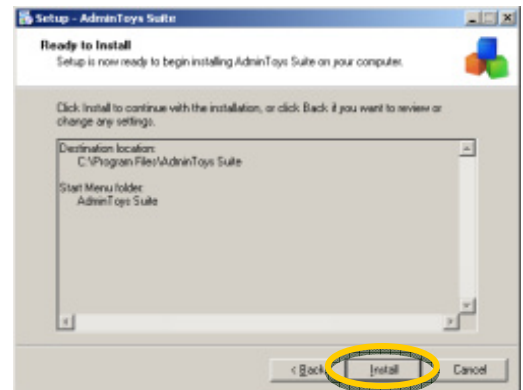 Setup - AdminToys Suite
Ready to Install
Setup is now ready to begin installing AdminToys Suite on your computer.
Click Install to continue with the installation, or click Back if you want to review or
change any settings.
Destination location:
C:\Program Files\AdminToys Suite
Start Menu folder:
AdminToys Suite
< Back Install Cancel